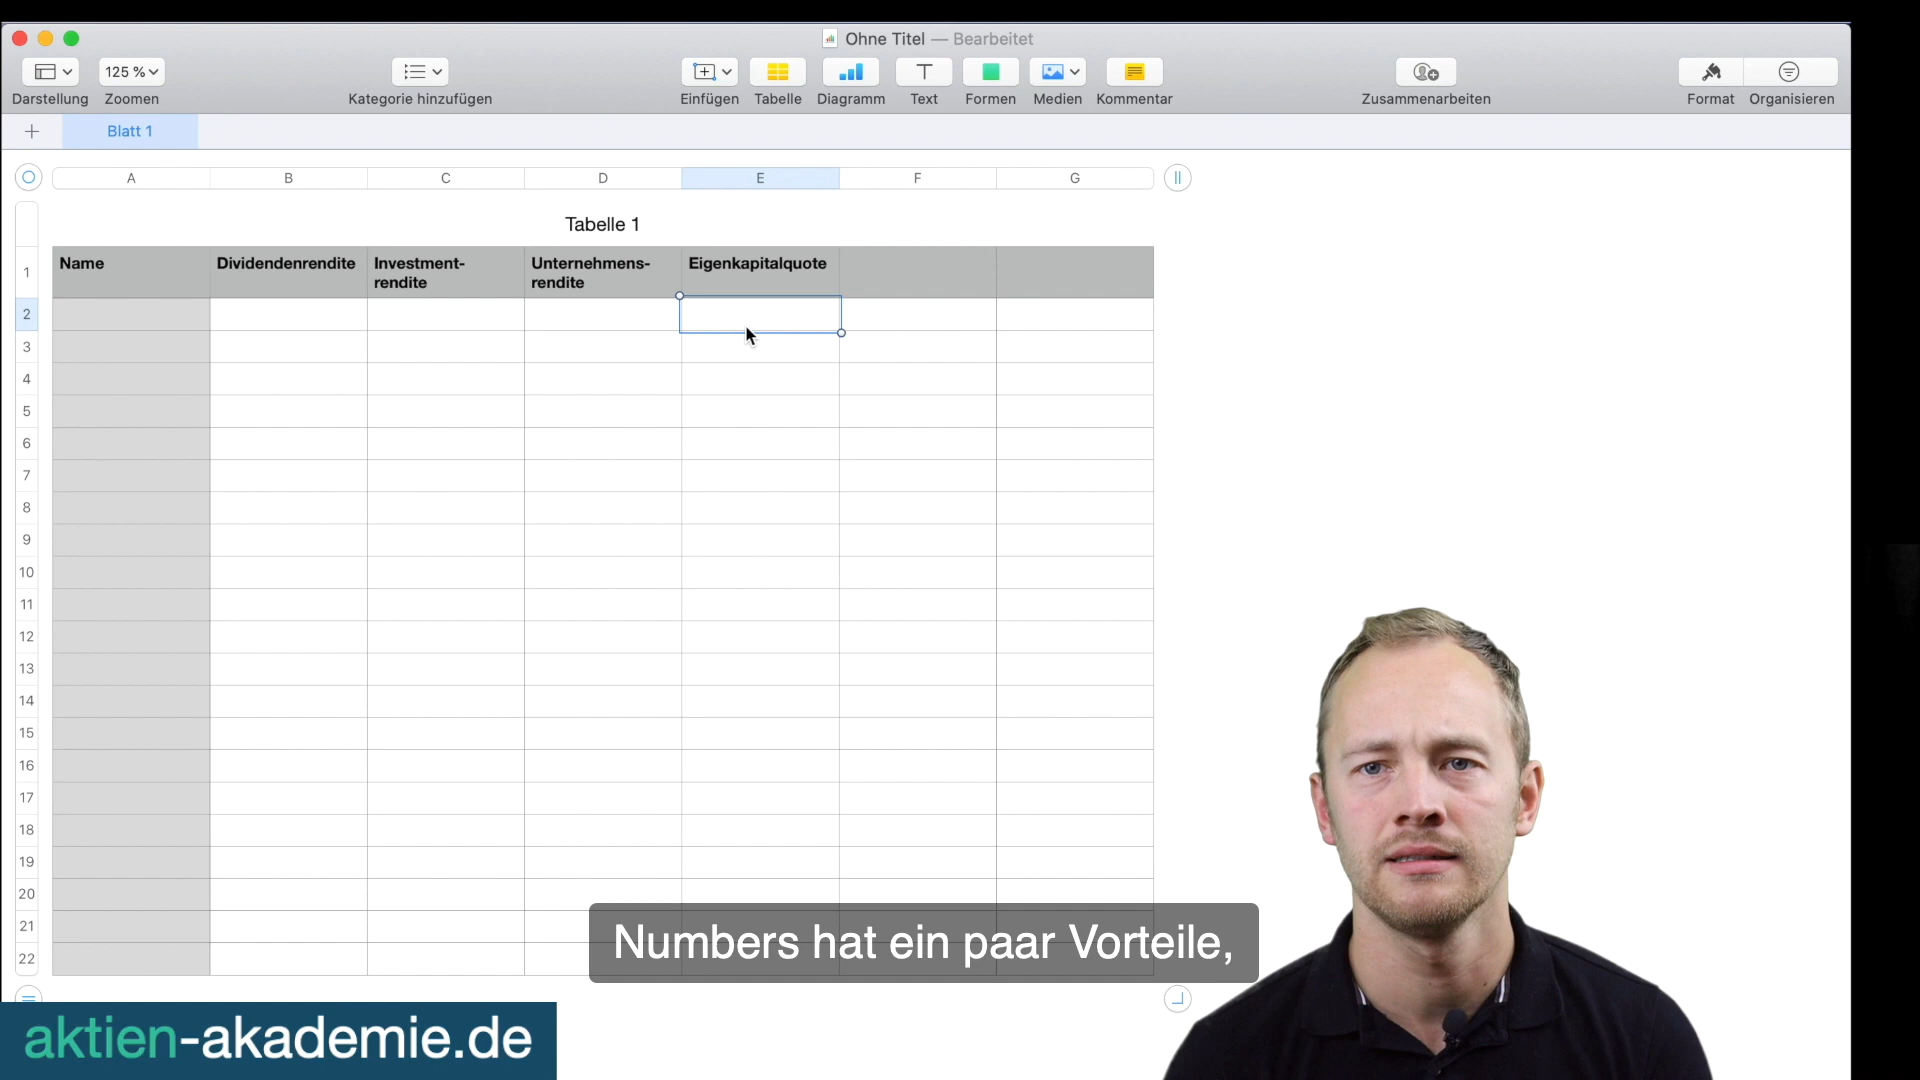 Ohne Titel — Bearbeitet
125 %
Darstellung
Zoomen
Kategorie hinzufügen
Einfügen
Tabelle
Diagramm
Text
Formen
Medien
Kommentar
Zusammenarbeiten
Format
Organisieren
Blatt 1
A B C D E F G
Tabelle 1
1
Name
Dividendenrendite
Investment-
rendite
Unternehmens-
rendite
Eigenkapitalquote
2
3
4
5
6
7
8
9
10
11
12
13
14
15
16
17
18
19
20
21
22
Numbers hat ein paar Vorteile,
aktien-akademie.de